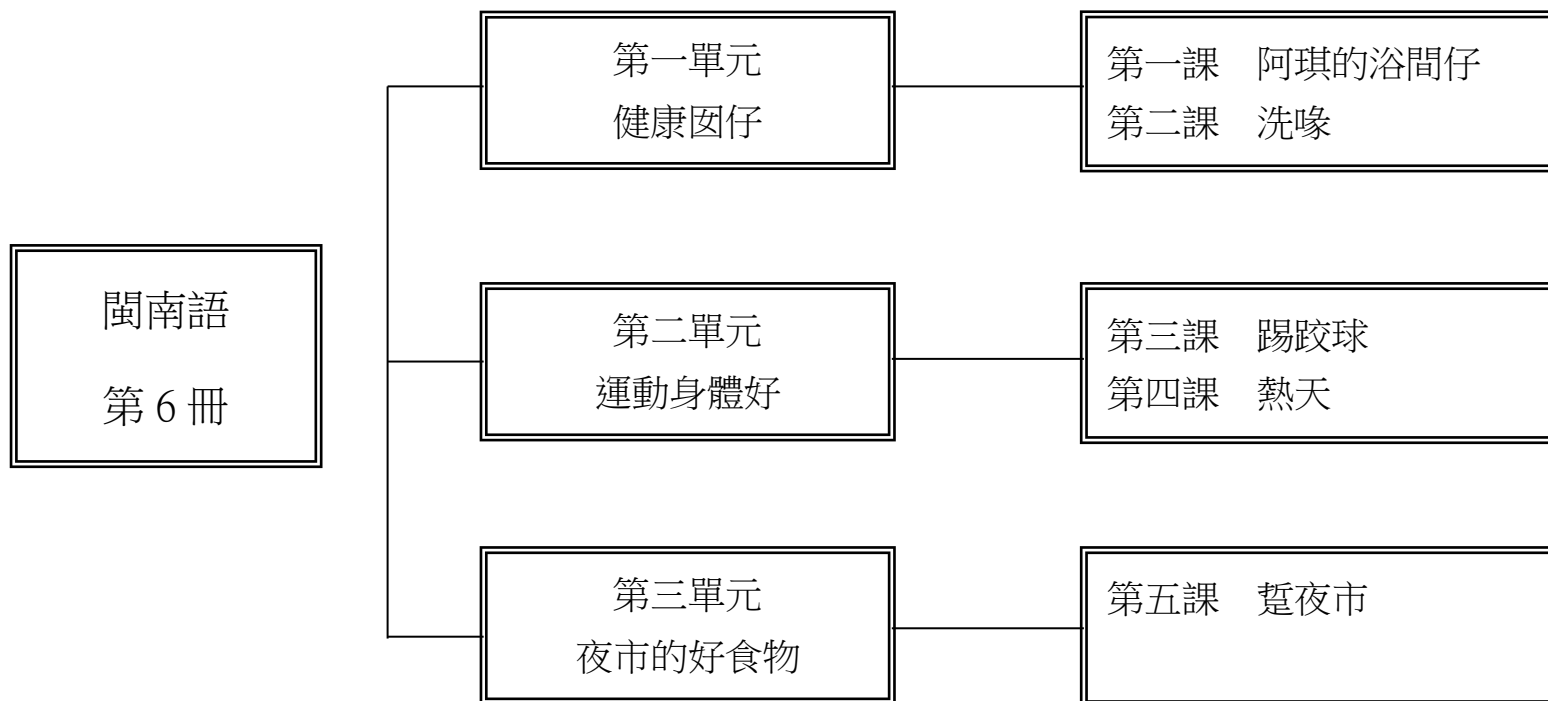 閩南語
第 6 冊
第一單元
健康囡仔
第一課　阿琪的浴間仔
第二課　洗喙
第二單元
運動身體好
第三課　踢跤球
第四課　熱天
第三單元
夜市的好食物
第五課　踅夜市